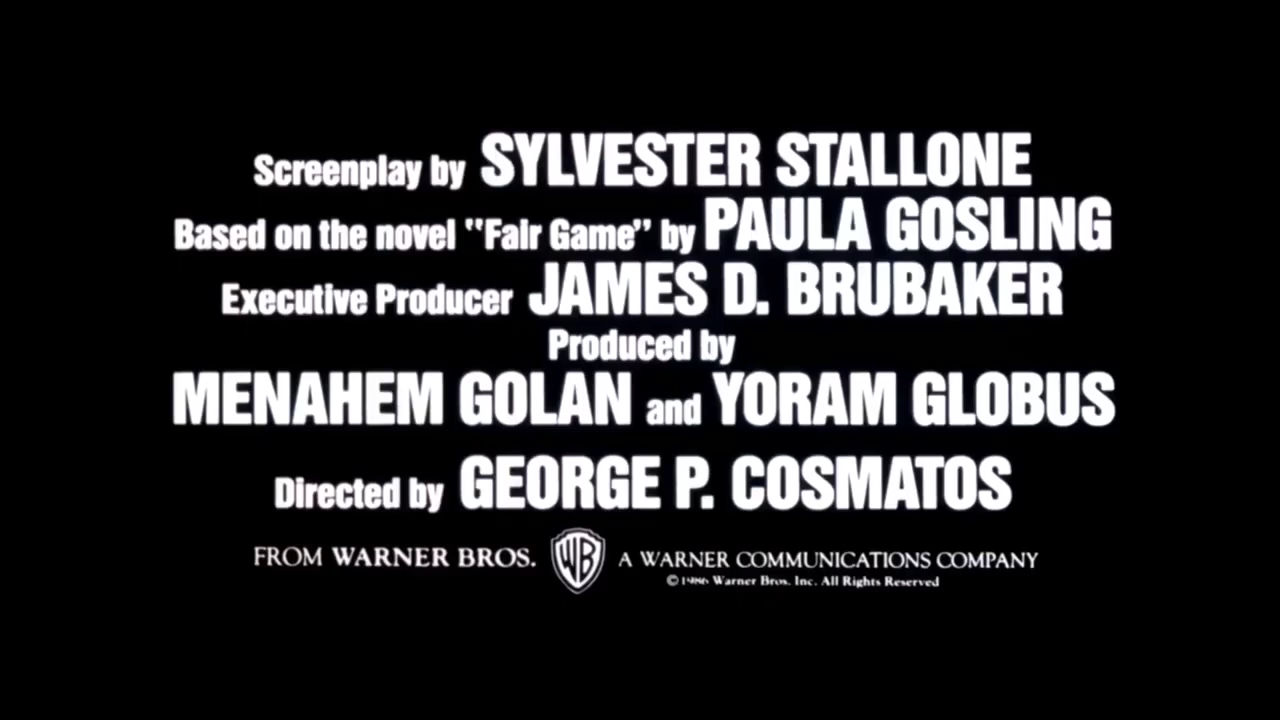 Screenplay by SYLVESTER STALLONE
Based on the novel "Fair Game" by PAULA GOSLING
Executive Producer JAMES D. BRUBAKER
Produced by
MENAHEM GOLAN and YORAM GLOBUS
Directed by GEORGE P. COSMATOS
FROM WARNER BROS. WB A WARNER COMMUNICATIONS COMPANY
© 1986 Warner Bros. Inc. All Rights Reserved